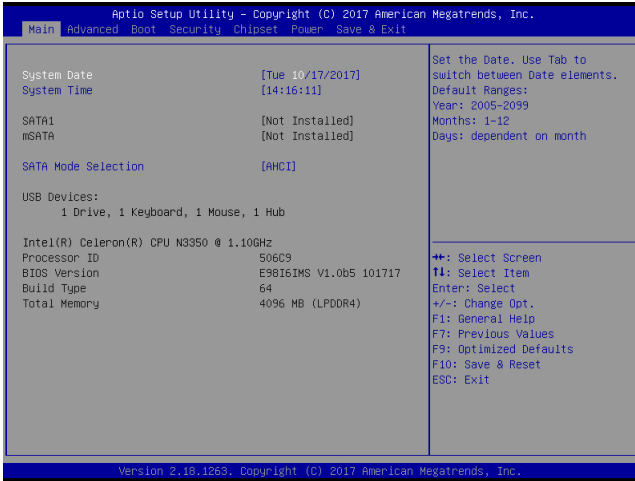 Aptio Setup Utility – Copyright (C) 2017 American Megatrends, Inc.
Main Advanced Boot Security Chipset Power Save & Exit
System Date [Tue 10/17/2017]
System Time [14:16:11]
SATA1 [Not Installed]
mSATA [Not Installed]
SATA Mode Selection [AHCI]
USB Devices:
1 Drive, 1 Keyboard, 1 Mouse, 1 Hub
Intel(R) Celeron(R) CPU N3350 @ 1.10GHz
Processor ID 506C9
BIOS Version E98I6IMS V1.0b5 101717
Build Type 64
Total Memory 4096 MB (LPDDR4)
Set the Date. Use Tab to
switch between Date elements.
Default Ranges:
Year: 2005-2099
Months: 1-12
Days: dependent on month
→←: Select Screen
↑↓: Select Item
Enter: Select
+/-: Change Opt.
F1: General Help
F7: Previous Values
F9: Optimized Defaults
F10: Save & Reset
ESC: Exit
Version 2.18.1263. Copyright (C) 2017 American Megatrends, Inc.